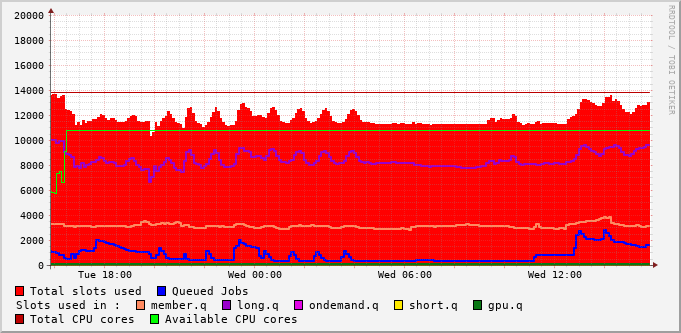 20000
18000
16000
14000
12000
10000
8000
6000
4000
2000
0
Tue 18:00 Wed 00:00 Wed 06:00 Wed 12:00
Total slots used Queued Jobs
Slots used in : member.q long.q ondemand.q short.q gpu.q
Total CPU cores Available CPU cores
RRDTOOL / TOBI OETIKER